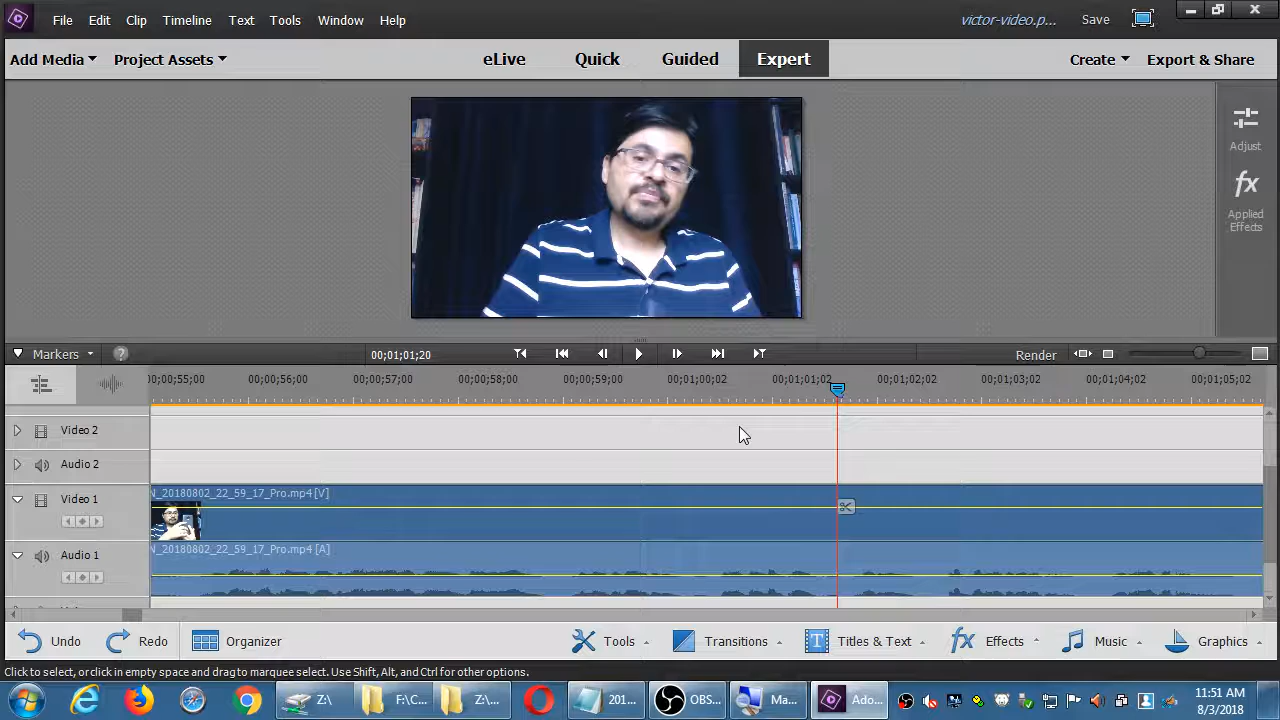 File Edit Clip Timeline Text Tools Window Help victor-video.p... Save
Add Media Project Assets eLive Quick Guided Expert Create Export & Share
Adjust
fx
Applied
Effects
Markers ? 00;01;01;20 Render
00;00;55;00 00;00;56;00 00;00;57;00 00;00;58;00 00;00;59;00 00;01;00;02 00;01;01;02 00;01;02;02 00;01;03;02 00;01;04;02 00;01;05;02
Video 2
Audio 2
Video 1 N_20180802_22_59_17_Pro.mp4 [V]
Audio 1 N_20180802_22_59_17_Pro.mp4 [A]
Undo Redo Organizer Tools Transitions T Titles & Text fx Effects Music Graphics
Click to select, or click in empty space and drag to marquee select. Use Shift, Alt, and Ctrl for other options.
Z:\ F:\C... Z:\... 201... OBS... Ma... Ado... 11:51 AM
8/3/2018